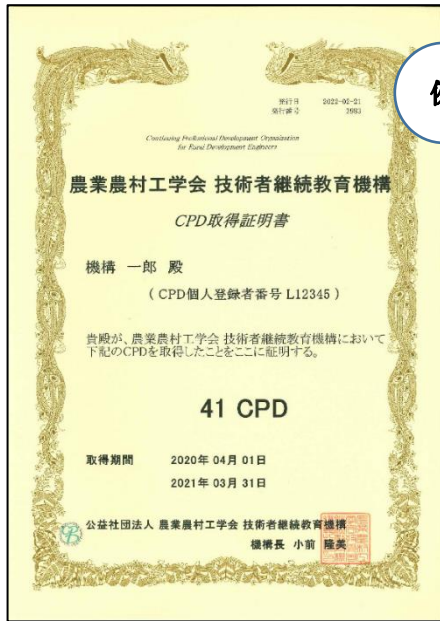 発行日 2022-02-21
発行番号 2993
Continuing Professional Development Organization
for Rural Development Engineers
農業農村工学会 技術者継続教育機構
CPD取得証明書
機構 一郎 殿
( CPD個人登録者番号 L12345 )
貴殿が、農業農村工学会 技術者継続教育機構において
下記のCPDを取得したことをここに証明する。
41 CPD
取得期間 2020年 04月 01日
2021年 03月 31日
公益社団法人 農業農村工学会 技術者継続教育機構
機構長 小前 隆美